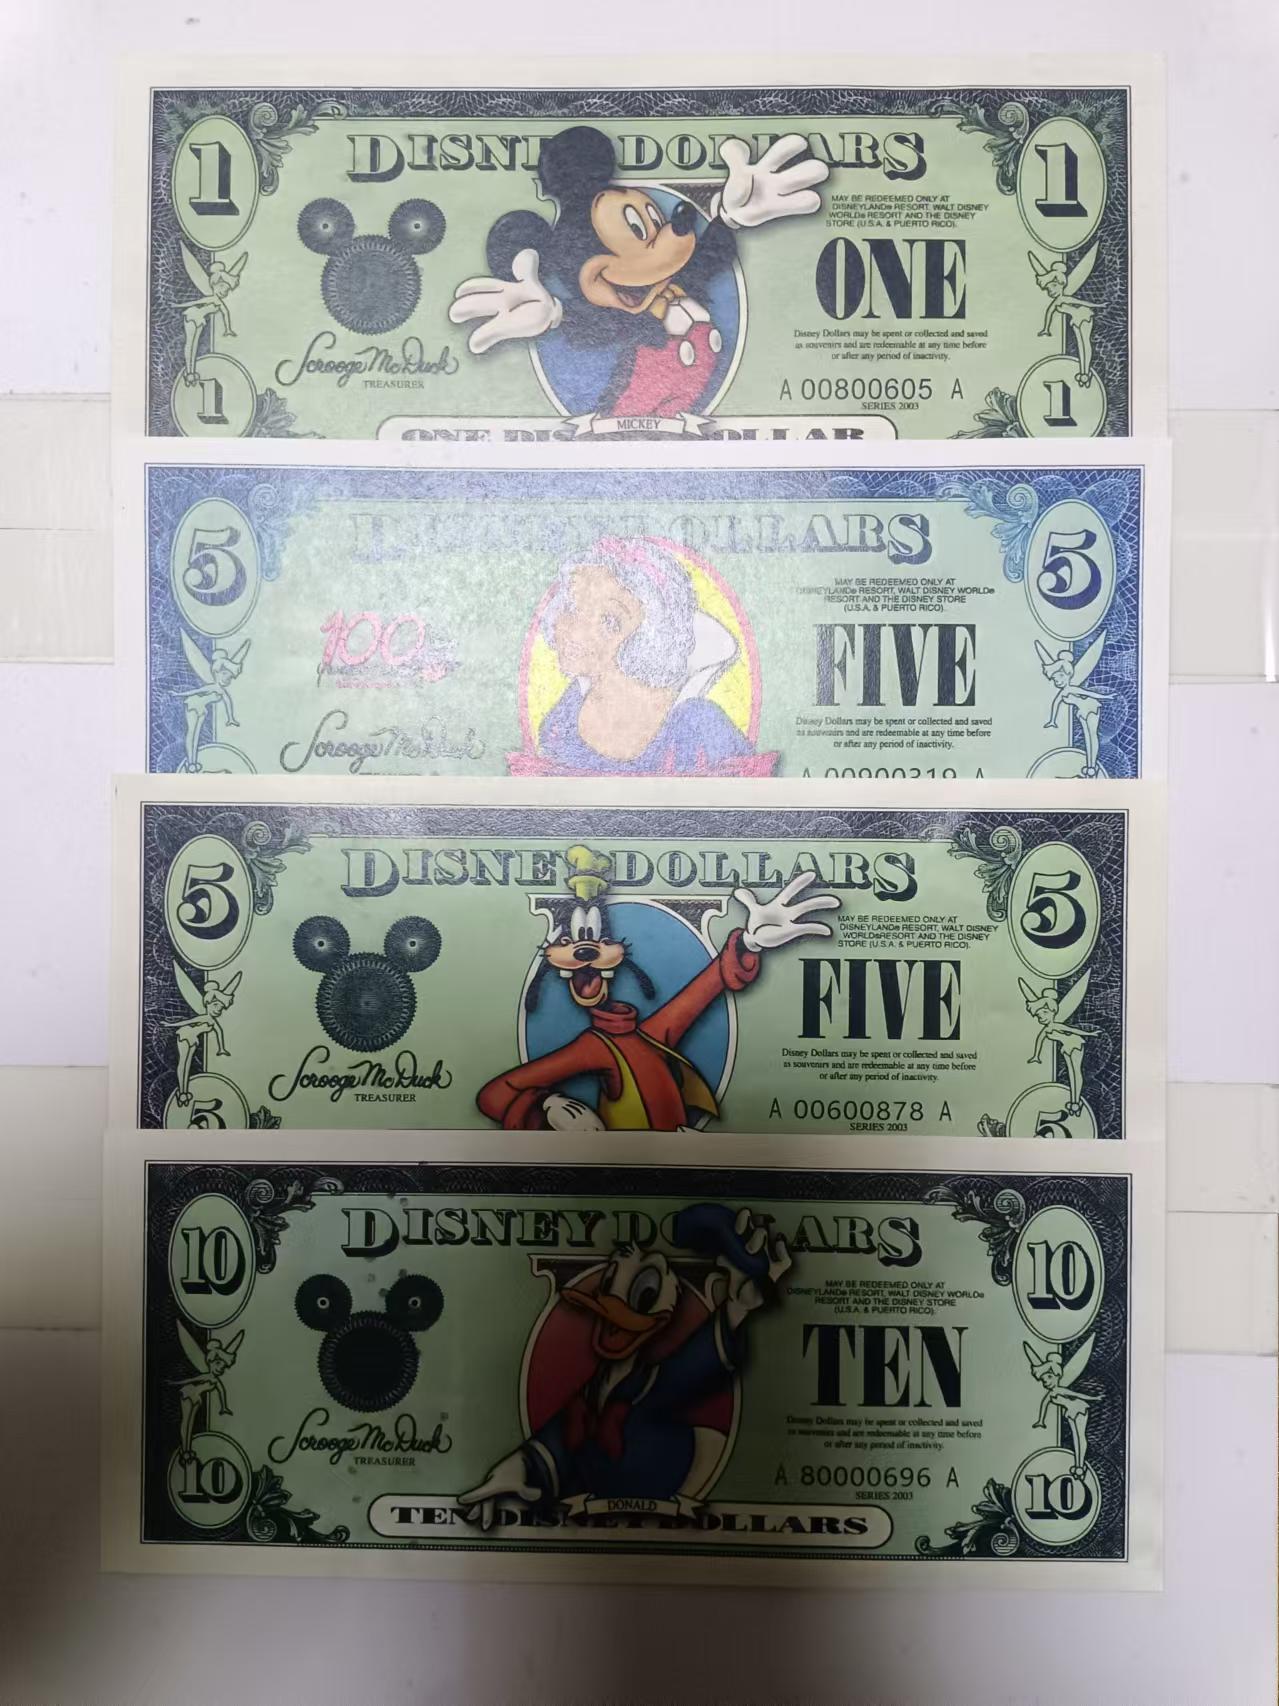 DISNEY DOLLARS
1
1
MAY BE REDEEMED ONLY AT
DISNEYLAND® RESORT, WALT DISNEY
WORLD® RESORT AND THE DISNEY
STORE (U.S.A. & PUERTO RICO).
ONE
Disney Dollars may be spent or collected and saved
as souvenirs and are redeemable at any time before
or after any period of inactivity.
Scrooge McDuck
TREASURER
A 00800605 A
SERIES 2003
1
1
MICKEY
ONE DISNEY DOLLAR
DISNEY DOLLARS
5
5
MAY BE REDEEMED ONLY AT
DISNEYLAND® RESORT, WALT DISNEY WORLD®
RESORT AND THE DISNEY STORE
(U.S.A. & PUERTO RICO).
100
FIVE
Disney Dollars may be spent or collected and saved
as souvenirs and are redeemable at any time before
or after any period of inactivity.
Scrooge McDuck
A 00900319 A
DISNEY DOLLARS
5
5
MAY BE REDEEMED ONLY AT
DISNEYLAND® RESORT, WALT DISNEY
WORLD® RESORT AND THE DISNEY
STORE (U.S.A. & PUERTO RICO).
FIVE
Disney Dollars may be spent or collected and saved
as souvenirs and are redeemable at any time before
or after any period of inactivity.
Scrooge McDuck
TREASURER
A 00600878 A
SERIES 2003
5
5
DISNEY DOLLARS
10
10
MAY BE REDEEMED ONLY AT
DISNEYLAND® RESORT, WALT DISNEY WORLD®
RESORT AND THE DISNEY STORE
(U.S.A. & PUERTO RICO).
TEN
Disney Dollars may be spent or collected and saved
as souvenirs and are redeemable at any time before
or after any period of inactivity.
Scrooge McDuck
TREASURER
A 80000696 A
SERIES 2003
10
10
DONALD
TEN DISNEY DOLLARS